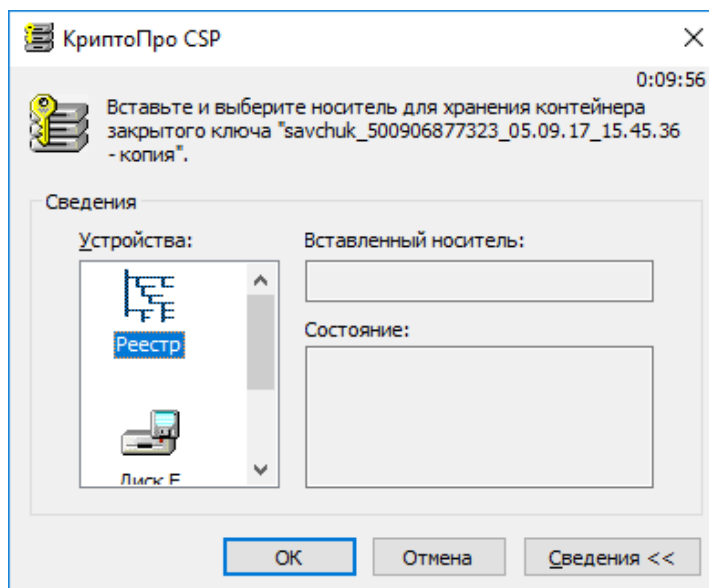 КриптоПро CSP
0:09:56
Вставьте и выберите носитель для хранения контейнера
закрытого ключа "savchuk_500906877323_05.09.17_15.45.36
- копия".
Сведения
Устройства:
Вставленный носитель:
Реестр
Состояние:
Диск E
ОК
Отмена
Сведения <<